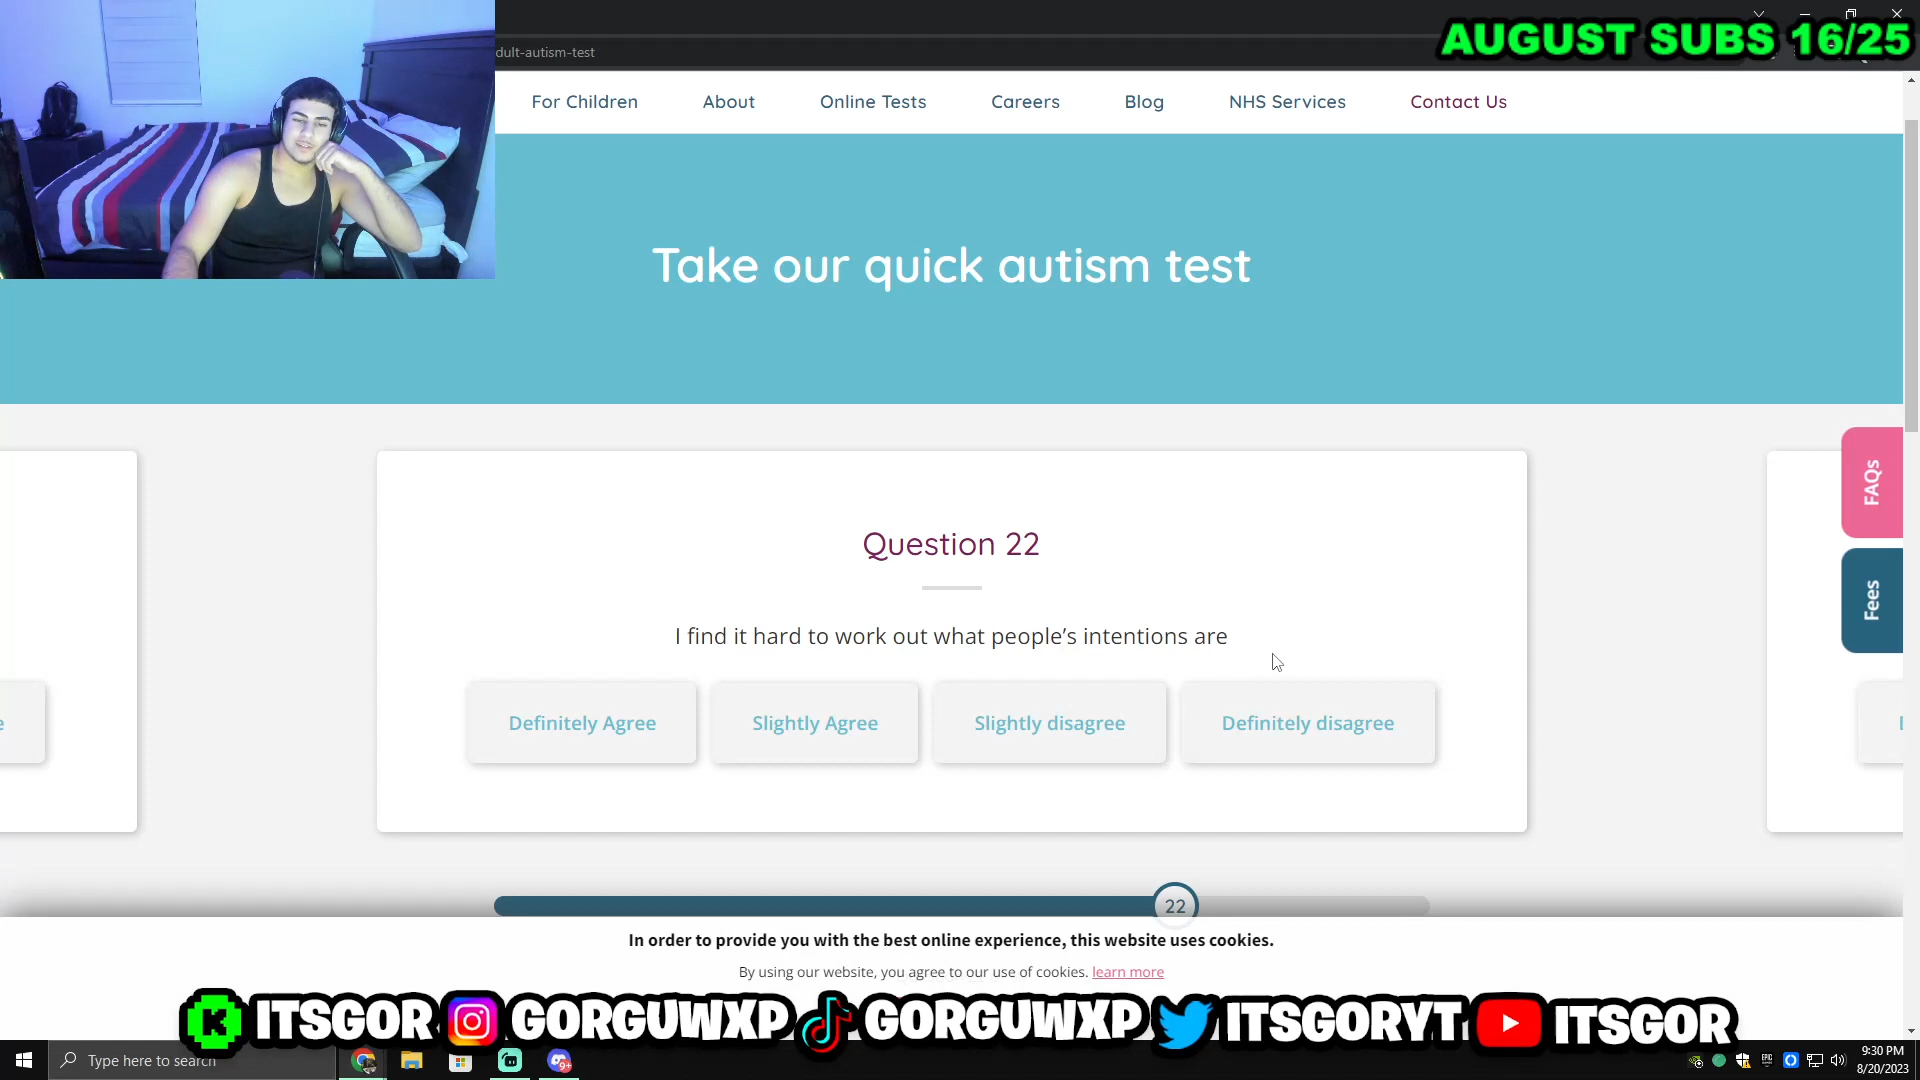 AUGUST SUBS 16/25
dult-autism-test
For Children
About
Online Tests
Careers
Blog
NHS Services
Contact Us
Take our quick autism test
FAQs
Fees
Question 22
I find it hard to work out what people’s intentions are
Definitely Agree
Slightly Agree
Slightly disagree
Definitely disagree
22
In order to provide you with the best online experience, this website uses cookies.
By using our website, you agree to our use of cookies. learn more
ITSGOR
GORGUWXP
GORGUWXP
ITSGORYT
ITSGOR
Type here to search
9:30 PM
8/20/2023